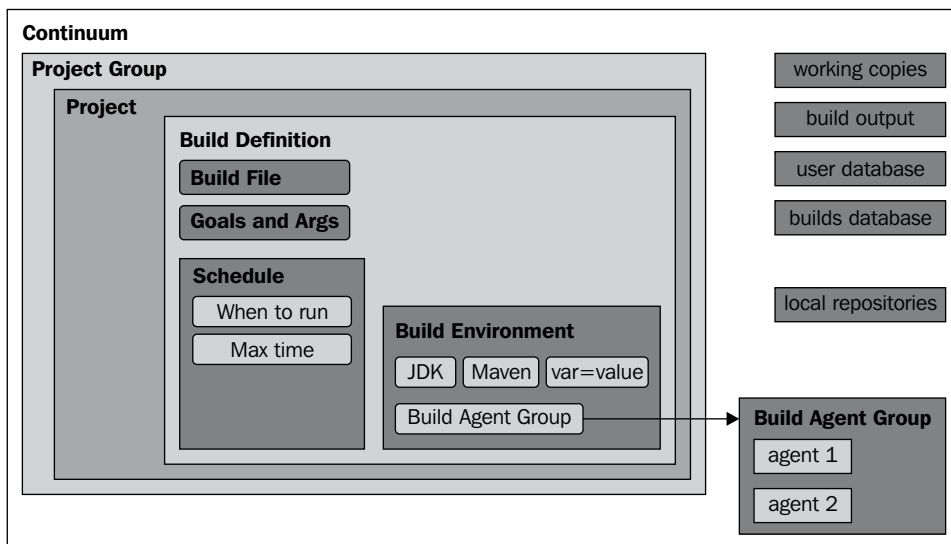 Continuum
Project Group
Project
Build Definition
Build File
Goals and Args
Schedule
When to run
Max time
Build Environment
JDK
Maven
var=value
Build Agent Group
working copies
build output
user database
builds database
local repositories
Build Agent Group
agent 1
agent 2